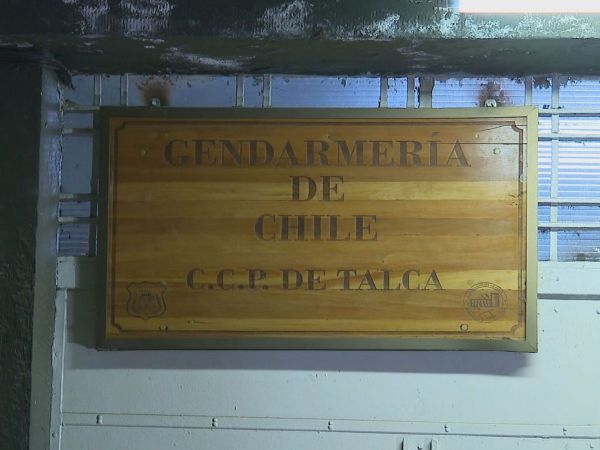 GENDARMERÍA
DE
CHILE
C.C.P. DE TALCA